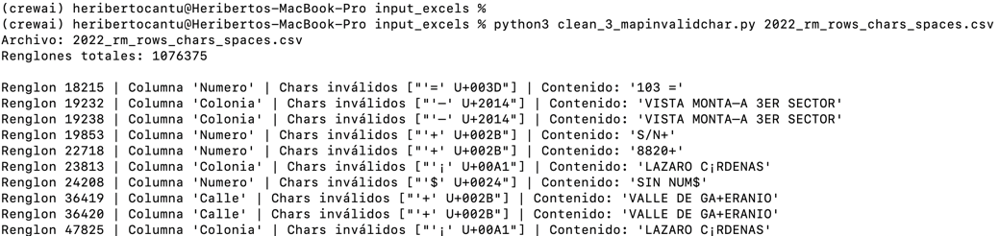 (crewai) heribertocantu@Heribertos-MacBook-Pro input_excels %
(crewai) heribertocantu@Heribertos-MacBook-Pro input_excels % python3 clean_3_mapinvalidchar.py 2022_rm_rows_chars_spaces.csv
Archivo: 2022_rm_rows_chars_spaces.csv
Renglones totales: 1076375

Renglon 18215 | Columna 'Numero' | Chars inválidos ["'=' U+003D"] | Contenido: '103 ='
Renglon 19232 | Columna 'Colonia' | Chars inválidos ["'—' U+2014"] | Contenido: 'VISTA MONTA—A 3ER SECTOR'
Renglon 19238 | Columna 'Colonia' | Chars inválidos ["'—' U+2014"] | Contenido: 'VISTA MONTA—A 3ER SECTOR'
Renglon 19853 | Columna 'Numero' | Chars inválidos ["'+' U+002B"] | Contenido: 'S/N+'
Renglon 22718 | Columna 'Numero' | Chars inválidos ["'+' U+002B"] | Contenido: '8820+'
Renglon 23813 | Columna 'Colonia' | Chars inválidos ["'¡' U+00A1"] | Contenido: 'LAZARO C¡RDENAS'
Renglon 24208 | Columna 'Numero' | Chars inválidos ["'$' U+0024"] | Contenido: 'SIN NUM$'
Renglon 36419 | Columna 'Calle' | Chars inválidos ["'+' U+002B"] | Contenido: 'VALLE DE GA+ERANIO'
Renglon 36420 | Columna 'Calle' | Chars inválidos ["'+' U+002B"] | Contenido: 'VALLE DE GA+ERANIO'
Renglon 47825 | Columna 'Colonia' | Chars inválidos ["'¡' U+00A1"] | Contenido: 'LAZARO C¡RDENAS'